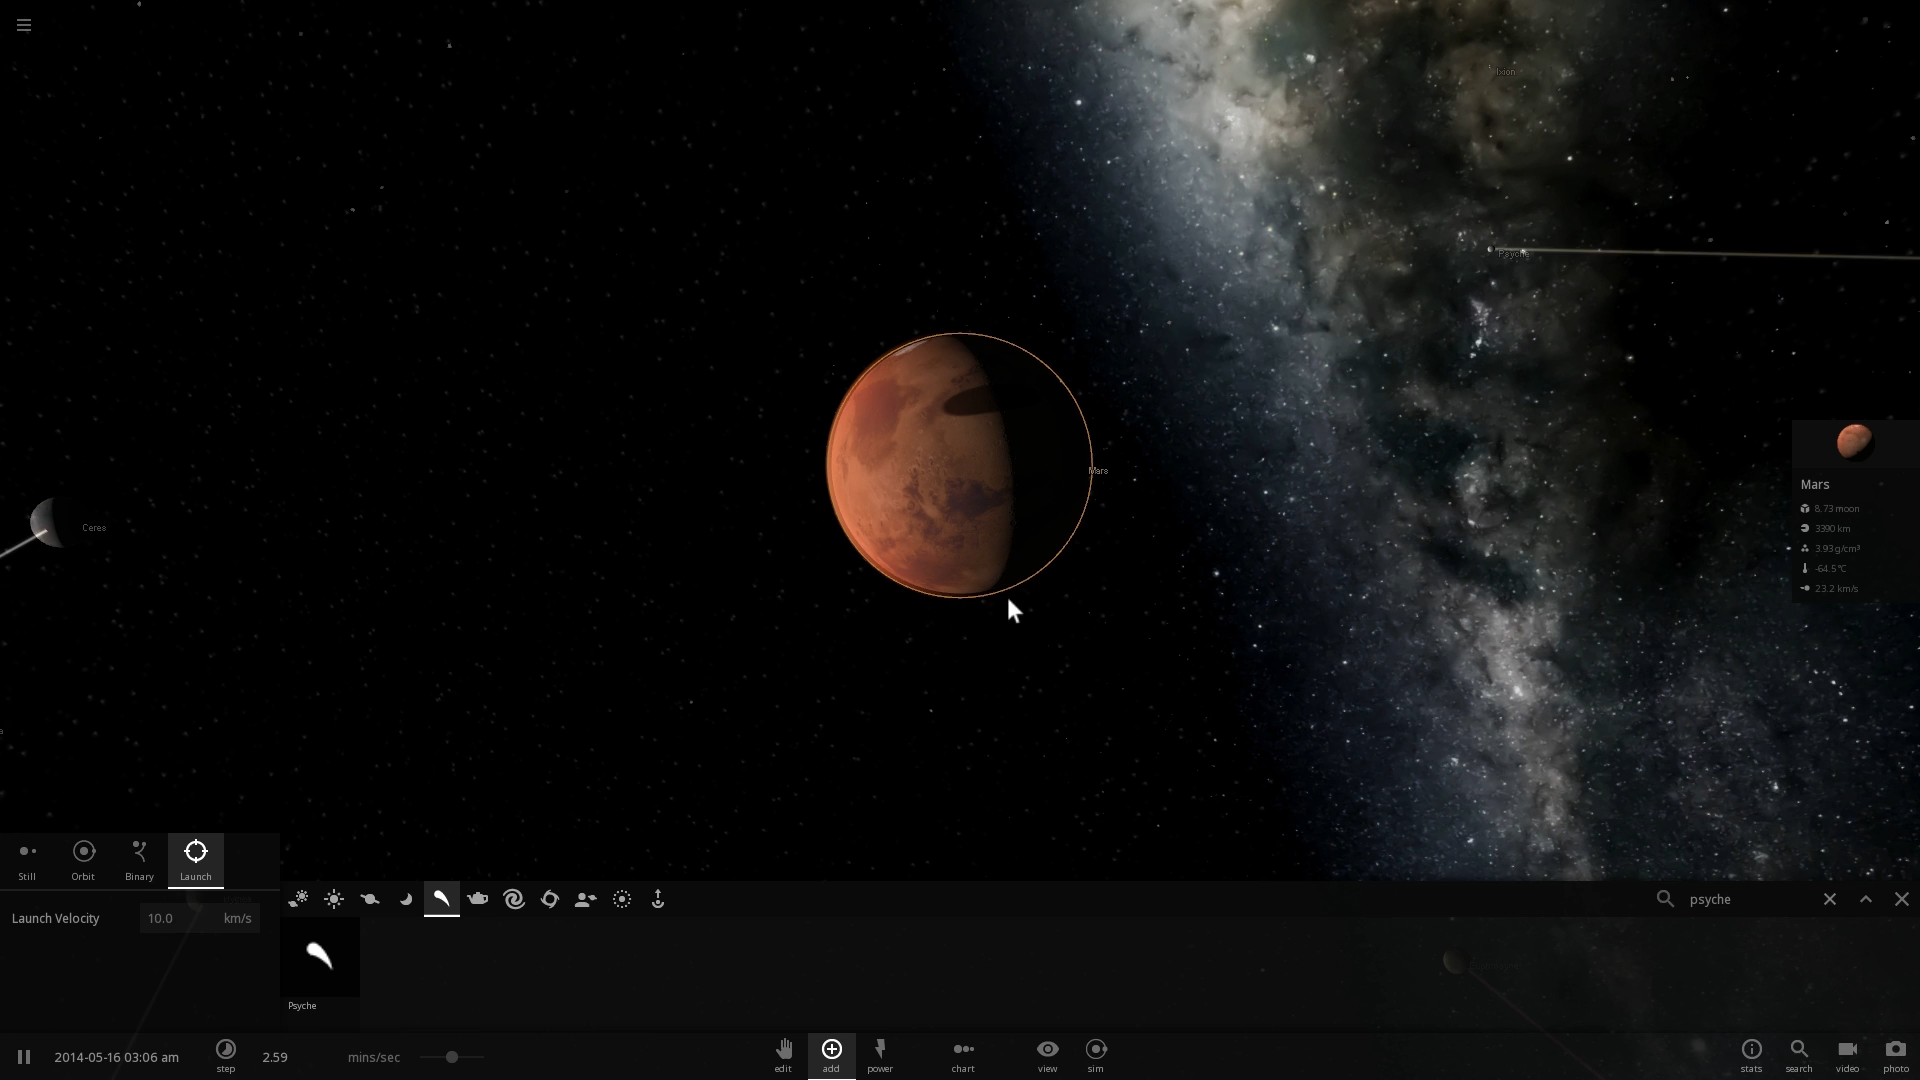 Ixion
Psyche
Mars
Ceres
Mars
8.73 moon
3390 km
3.93 g/cm³
-64.5 °C
23.2 km/s
Still
Orbit
Binary
Launch
Launch Velocity
10.0
km/s
psyche
Psyche
2014-05-16 03:06 am
step
2.59
mins/sec
edit
add
power
chart
view
sim
stats
search
video
photo